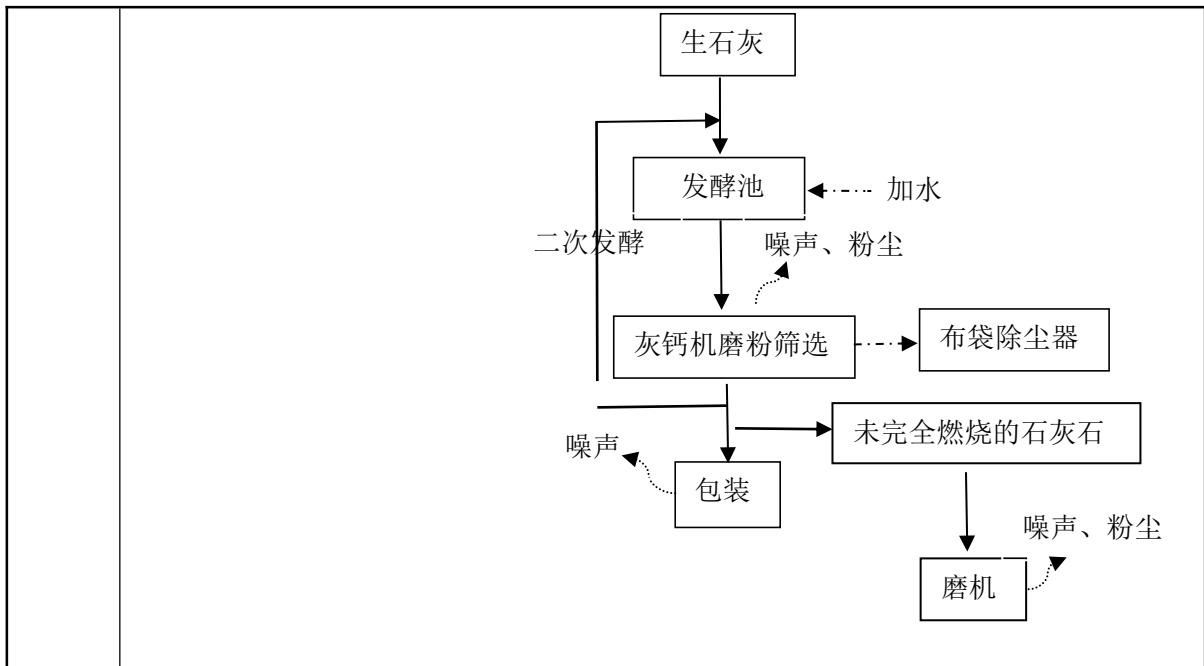 生石灰
发酵池
加水
二次发酵
噪声、粉尘
灰钙机磨粉筛选
布袋除尘器
未完全燃烧的石灰石
噪声
包装
噪声、粉尘
磨机